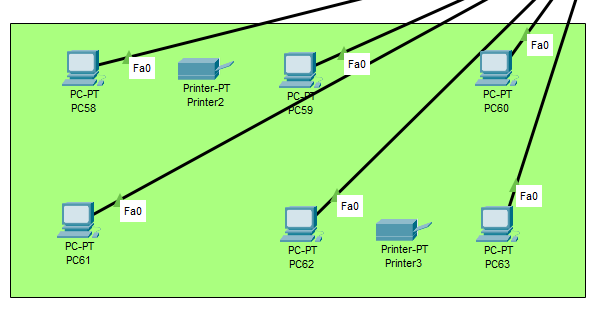 Fa0
PC-PT
PC58
Printer-PT
Printer2
Fa0
PC-PT
PC59
Fa0
PC-PT
PC60
Fa0
PC-PT
PC61
Fa0
PC-PT
PC62
Printer-PT
Printer3
Fa0
PC-PT
PC63